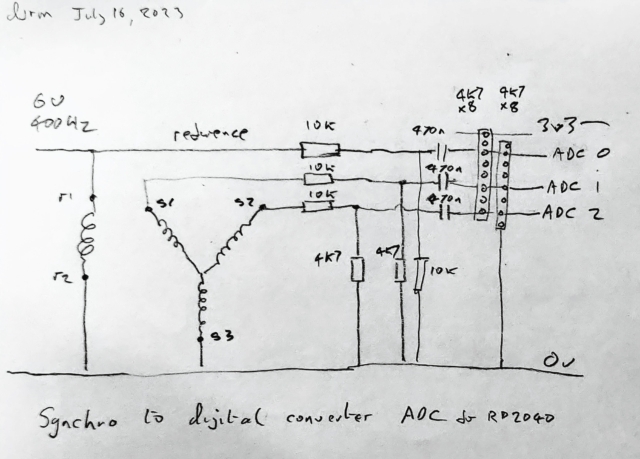 July 16, 2023
4K7 x8
4K7 x8
6V
400Hz
reference
10K
470n
3v3
ADC 0
10K
470n
ADC 1
10K
470n
ADC 2
r1
s1
s2
r2
4K7
4K7
10K
s3
0v
Synchro to digital converter ADC for RP2040